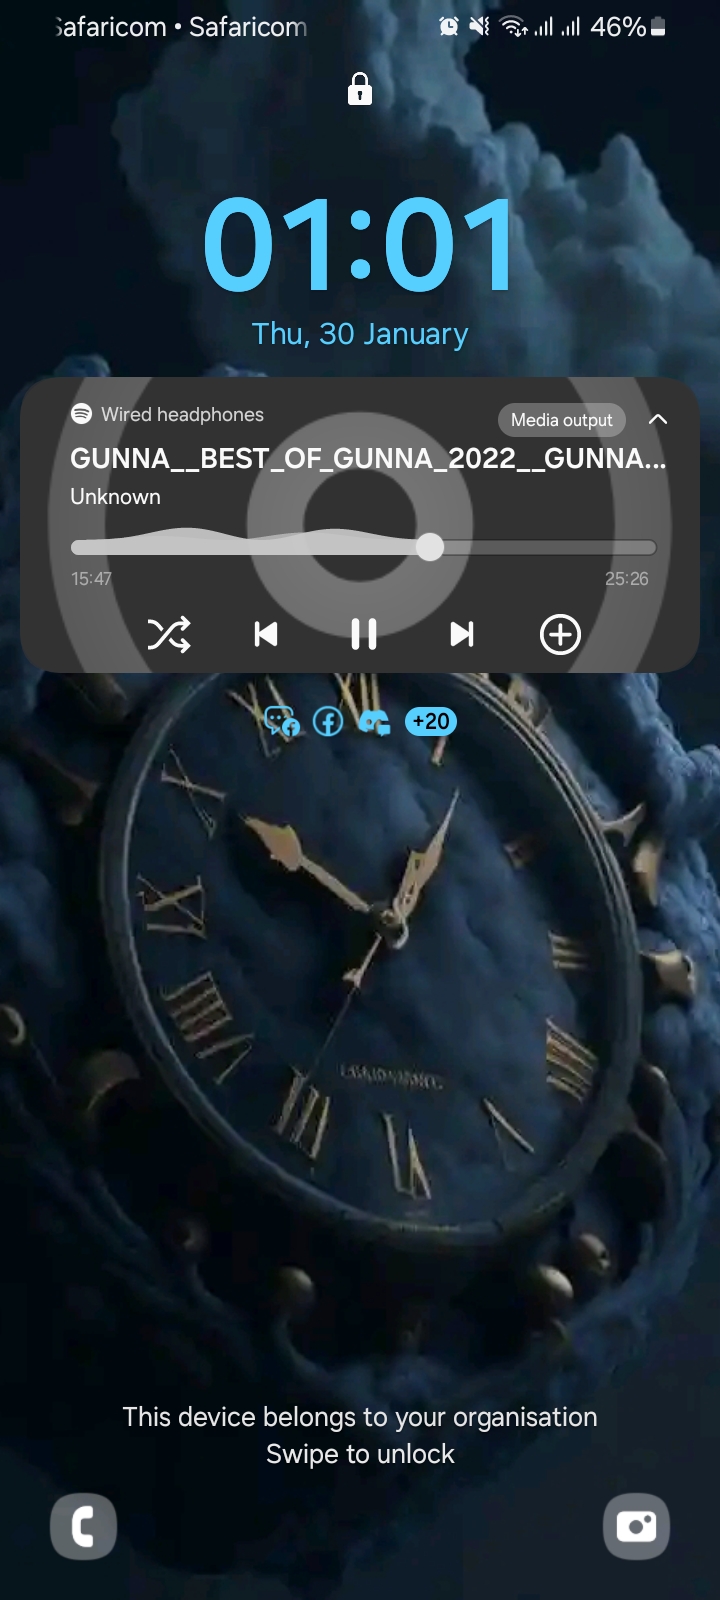 Safaricom • Safaricom
46%
01:01
Thu, 30 January
Wired headphones
Media output
GUNNA__BEST_OF_GUNNA_2022__GUNNA...
Unknown
15:47
25:26
+20
This device belongs to your organisation
Swipe to unlock